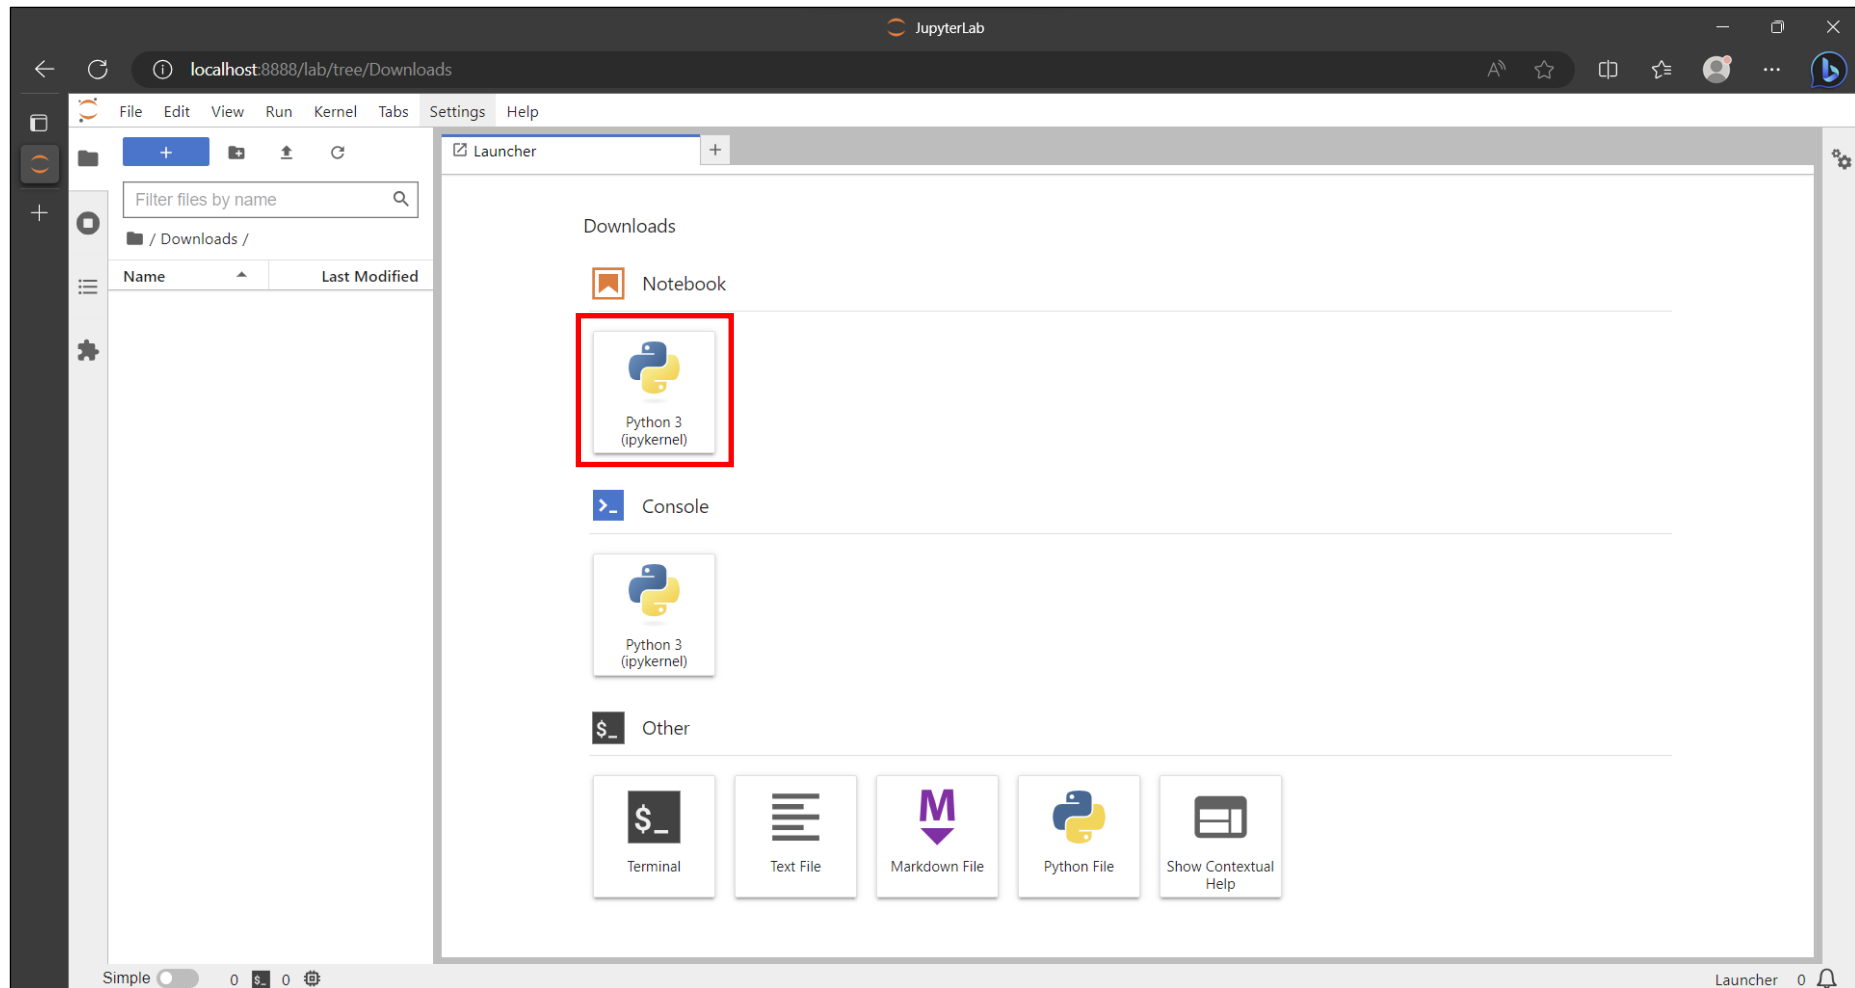 JupyterLab
localhost:8888/lab/tree/Downloads
File Edit View Run Kernel Tabs Settings Help
+
Launcher
+
Filter files by name
/ Downloads /
Name Last Modified
Downloads
Notebook
Python 3
(ipykernel)
>_ Console
Python 3
(ipykernel)
$_ Other
$_
Terminal
Text File
M
Markdown File
Python File
Show Contextual
Help
Simple 0 $_ 0
Launcher 0